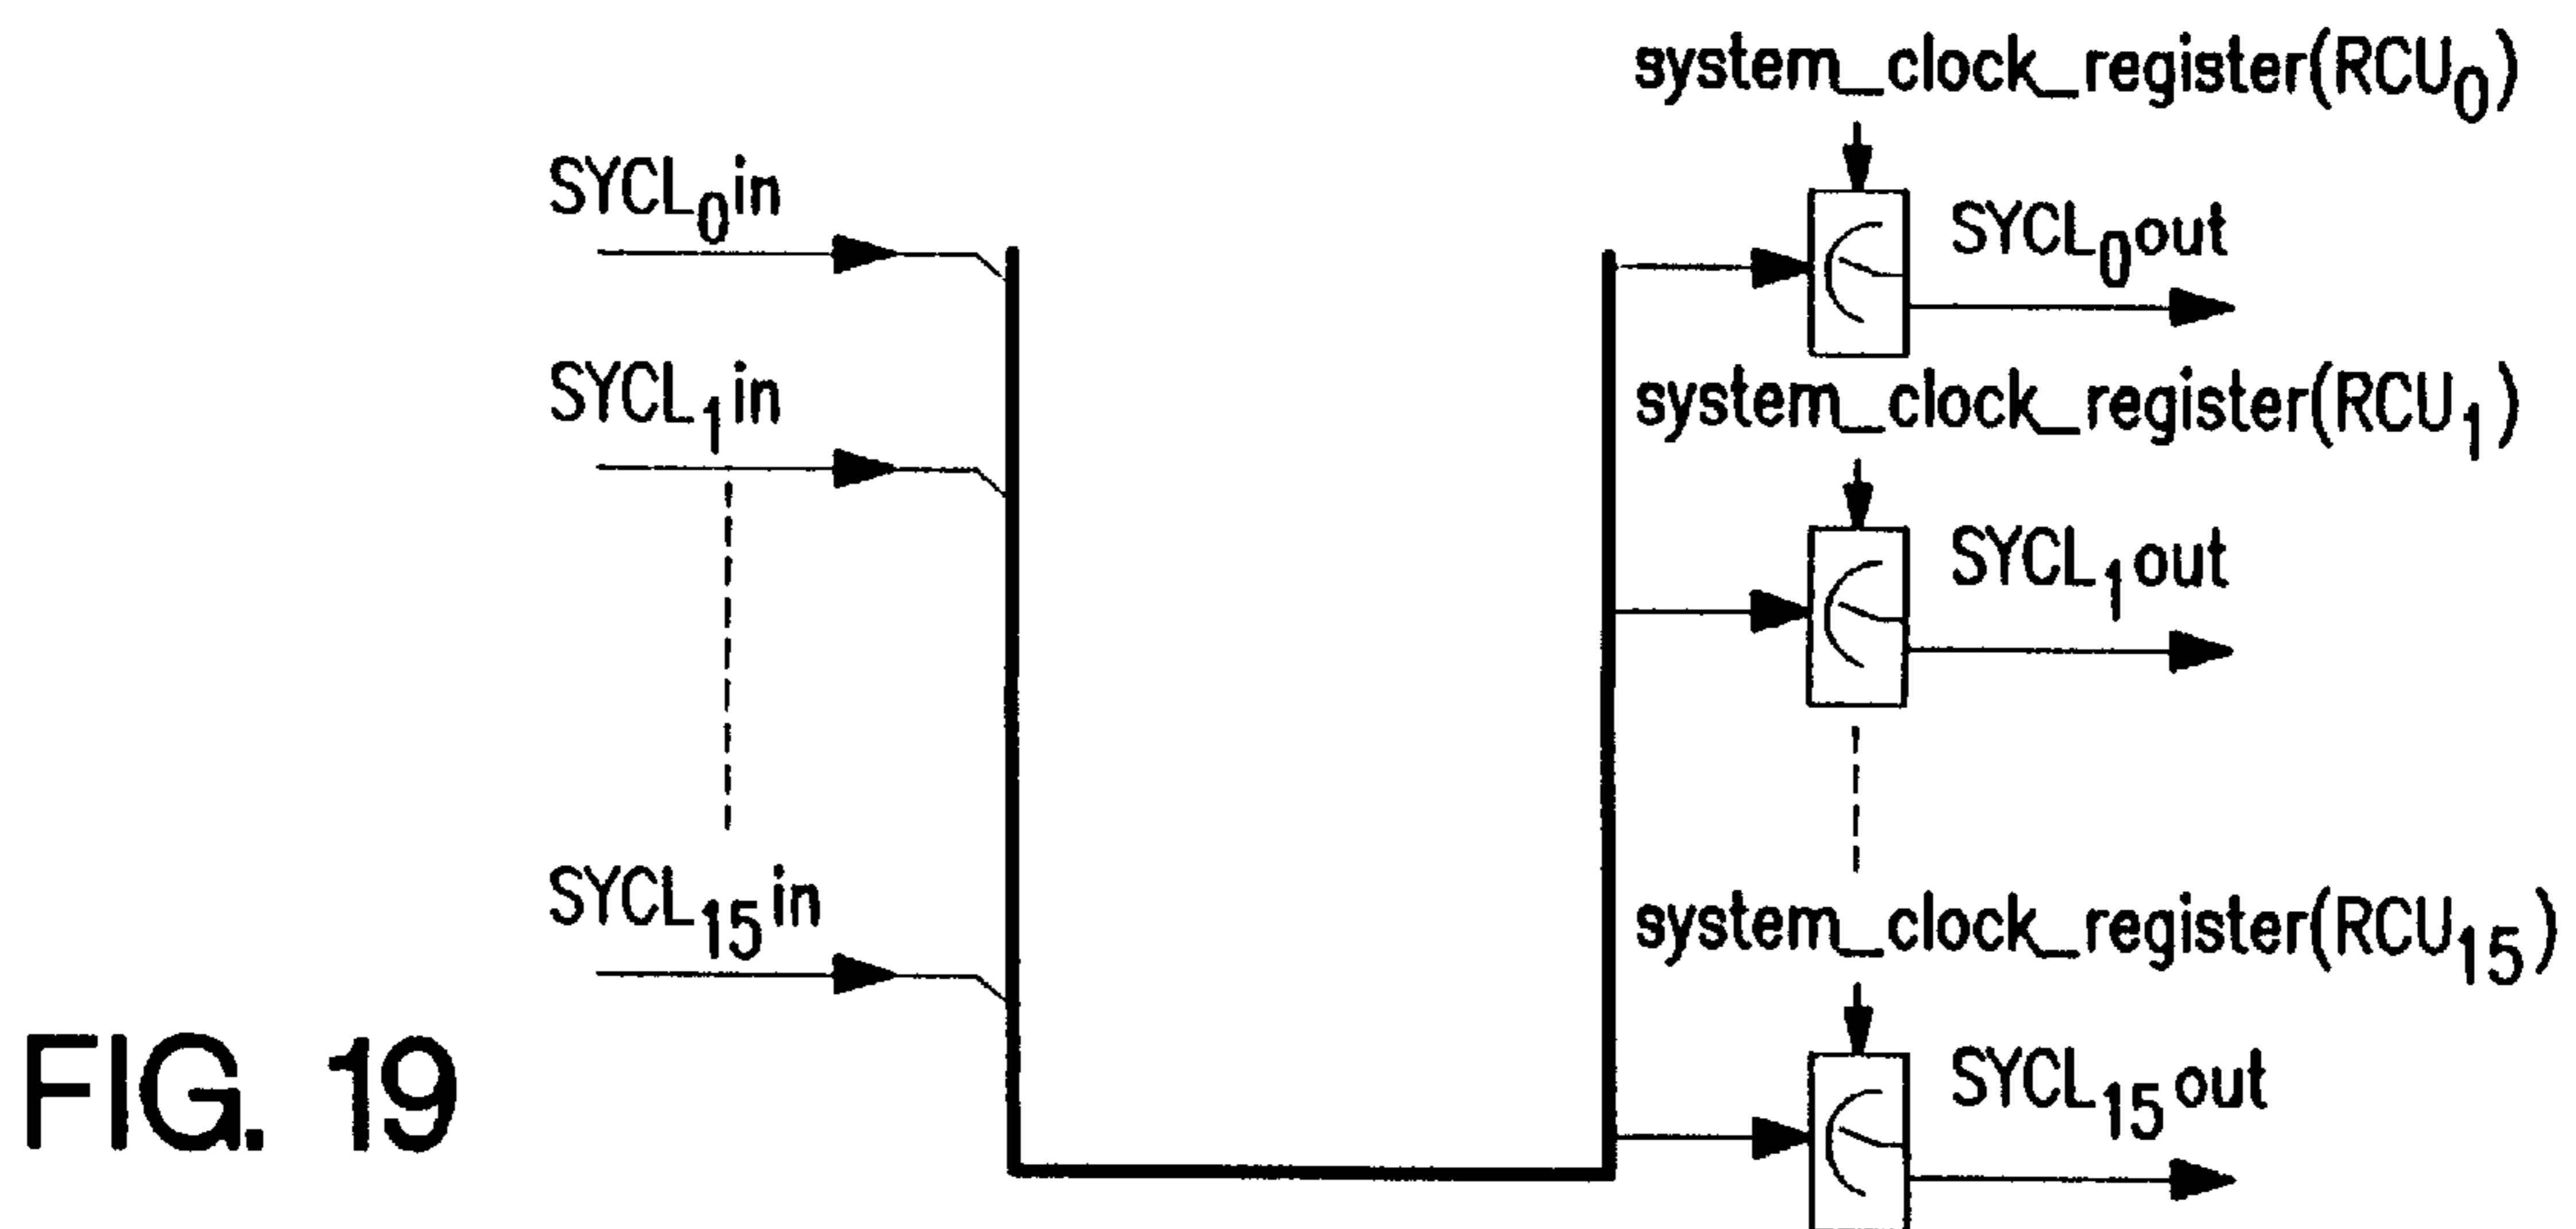 system_clock_register(RCU₀)
SYCL₀in
SYCL₀out
SYCL₁in
system_clock_register(RCU₁)
SYCL₁out
SYCL₁₅in
system_clock_register(RCU₁₅)
SYCL₁₅out
FIG. 19